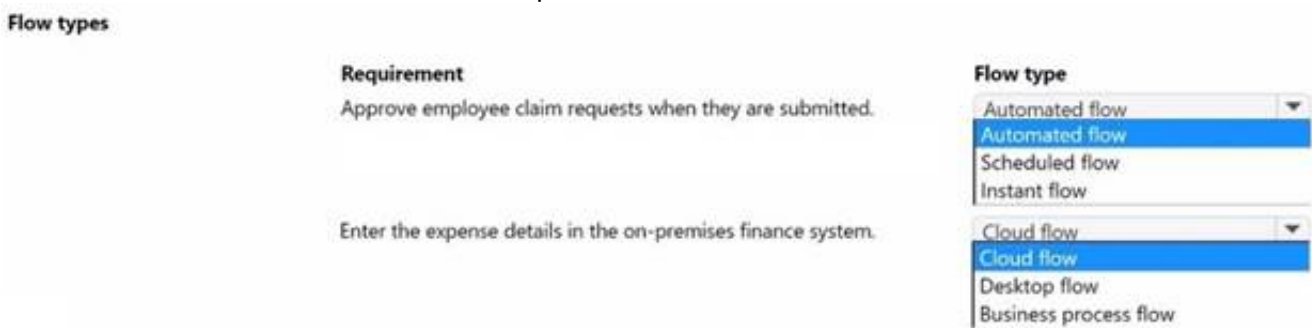 Flow types
Requirement Flow type
Approve employee claim requests when they are submitted. Automated flow
Automated flow
Scheduled flow
Instant flow
Enter the expense details in the on-premises finance system. Cloud flow
Cloud flow
Desktop flow
Business process flow